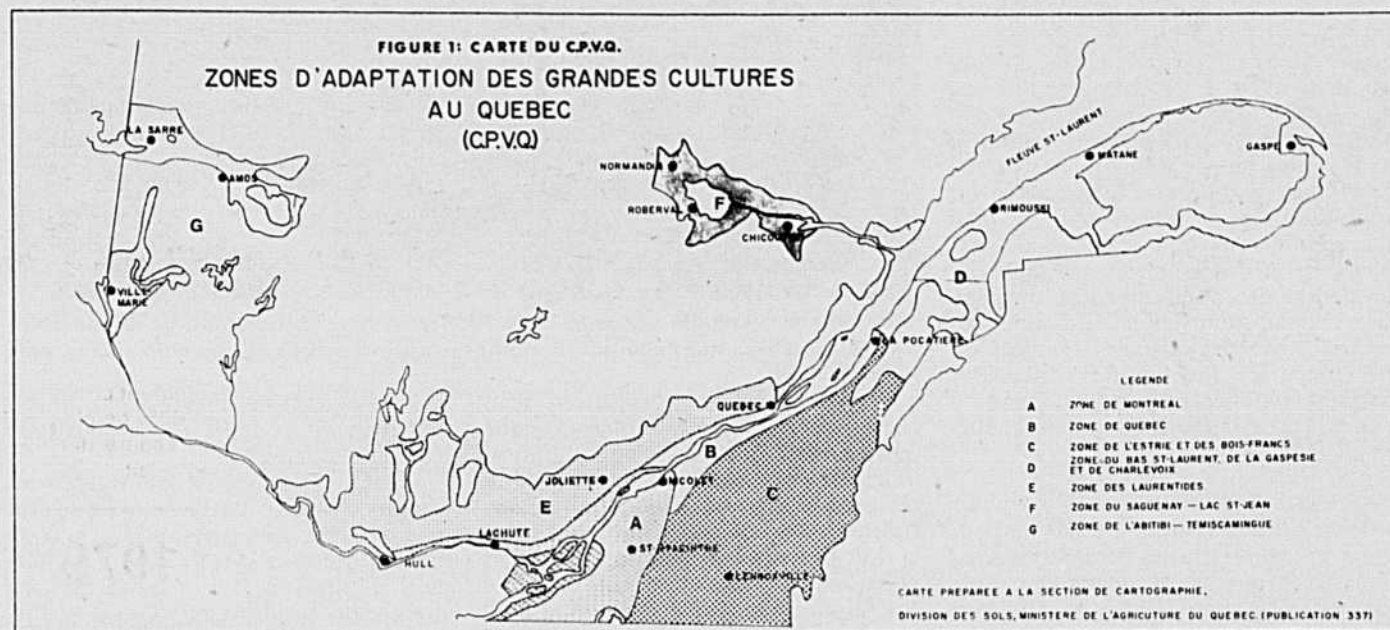 FIGURE 1: CARTE DU C.P.V.Q.
ZONES D'ADAPTATION DES GRANDES CULTURES
AU QUEBEC
(C.P.V.Q)
LA SARRE
AMOS
G
VILLE
MARIE
NORMANDIN
ROBERVAL
F
FLEUVE ST-LAURENT
MATANE
GASPE
RIMOUSKI
D
LA POCATIERE
QUEBEC
B
JOLIETTE
NICOLET
C
E
A
LACHUTE
ST-HYACINTHE
HULL
LENNOXVILLE
LEGENDE
A ZONE DE MONTREAL
B ZONE DE QUEBEC
C ZONE DE L'ESTRIE ET DES BOIS-FRANCS
D ZONE DU BAS ST-LAURENT, DE LA GASPESIE
ET DE CHARLEVOIX
E ZONE DES LAURENTIDES
F ZONE DU SAGUENAY — LAC ST-JEAN
G ZONE DE L'ABITIBI — TEMISCAMINGUE
CARTE PREPAREE A LA SECTION DE CARTOGRAPHIE,
DIVISION DES SOLS, MINISTERE DE L'AGRICUTURE DU QUEBEC. (PUBLICATION 337)